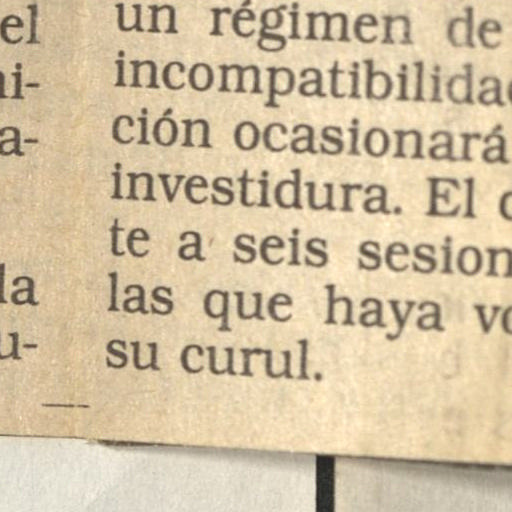 el
ni-
a-
la
u-
un régimen de
incompatibilidad
ción ocasionará
investidura. El
te a seis sesion
las que haya vo
su curul.